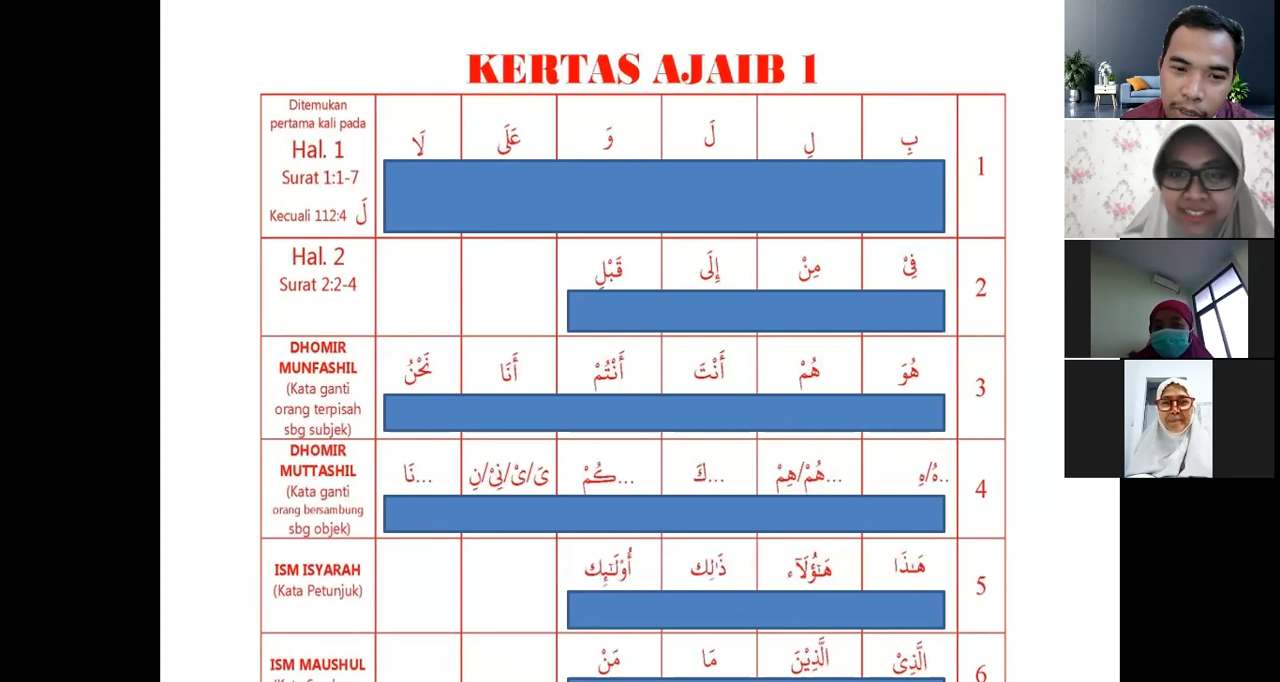 KERTAS AJAIB 1
Ditemukan
pertama kali pada
Hal. 1
Surat 1:1-7
Kecuali 112:4 لَ
بِ لِ لَ وَ عَلَى لَا
1
Hal. 2
Surat 2:2-4
فِيْ مِنْ إِلَى قَبْلِ
2
DHOMIR
MUNFASHIL
(Kata ganti
orang terpisah
sbg subjek)
هُوَ هُمْ أَنْتَ أَنْتُمْ أَنَا نَحْنُ
3
DHOMIR
MUTTASHIL
(Kata ganti
orang bersambung
sbg objek)
..هُ/هِ ...هُمْ/هِمْ ...كَ ...كُمْ يَ/يْ/نِيْ/نِ ...نَا
4
ISM ISYARAH
(Kata Petunjuk)
هَـٰذَا هَـٰٓؤُلَآءِ ذَٰلِك أُوْلَـٰٓئِك
5
ISM MAUSHUL
الَّذِيْ الَّذِيْنَ مَا مَنْ
6